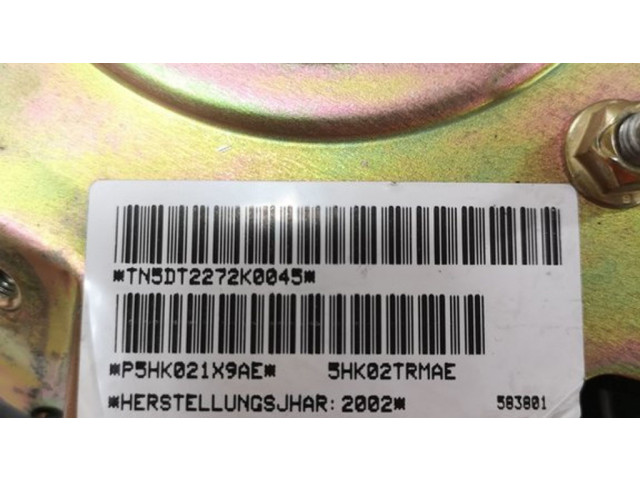 *TN5DT2272K0045*
*P5HK021X9AE* 5HK02TRMAE
*HERSTELLUNGSJHAR: 2002* 583801